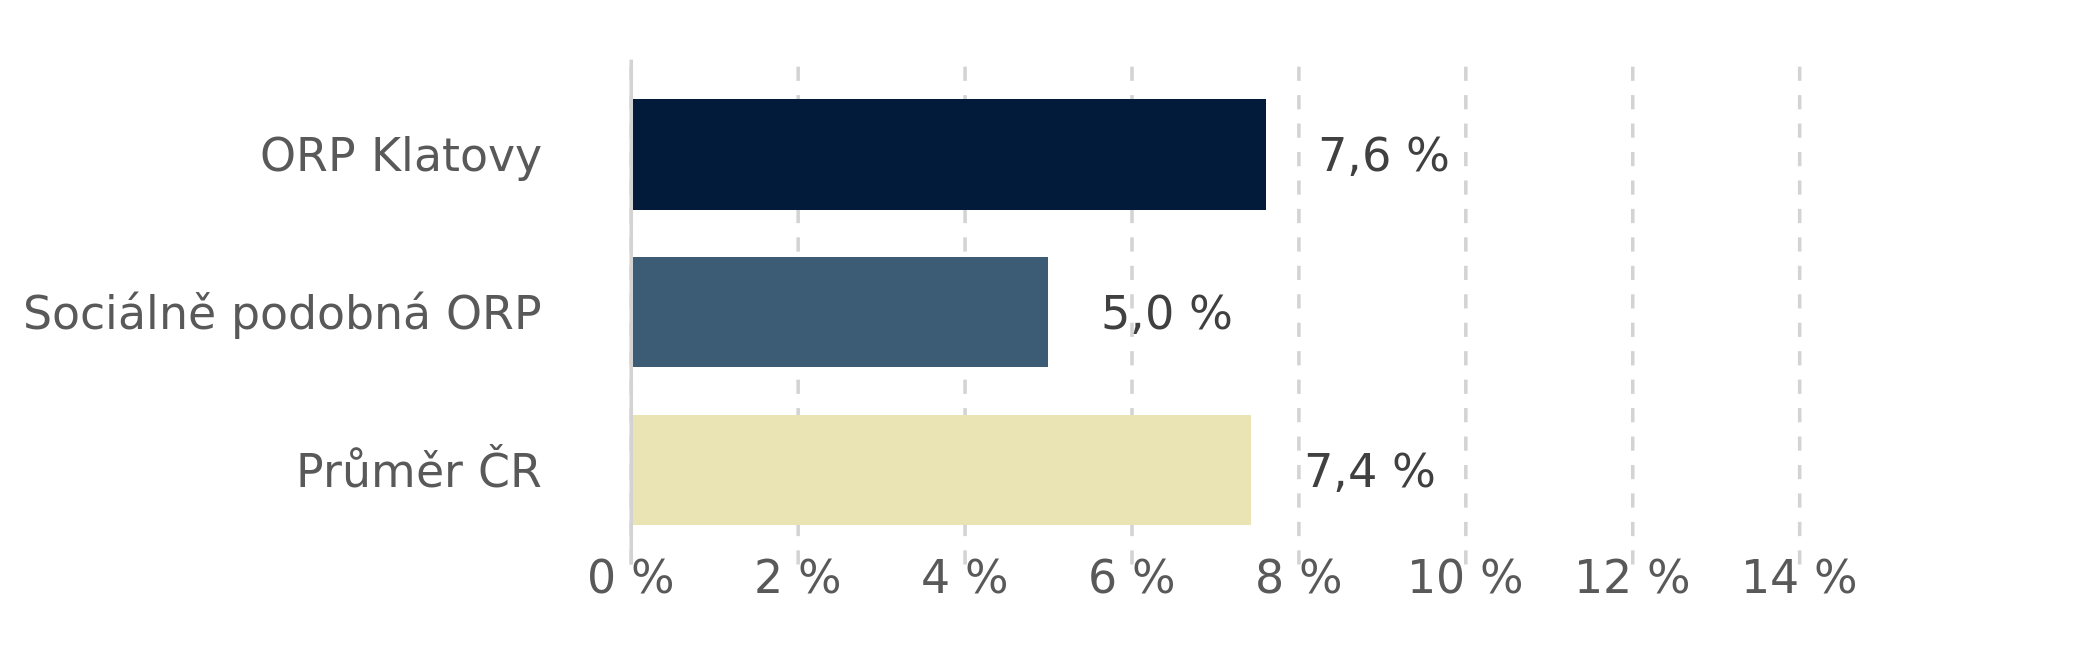 ORP Klatovy 7,6 %
Sociálně podobná ORP 5,0 %
Průměr ČR 7,4 %
0 % 2 % 4 % 6 % 8 % 10 % 12 % 14 %